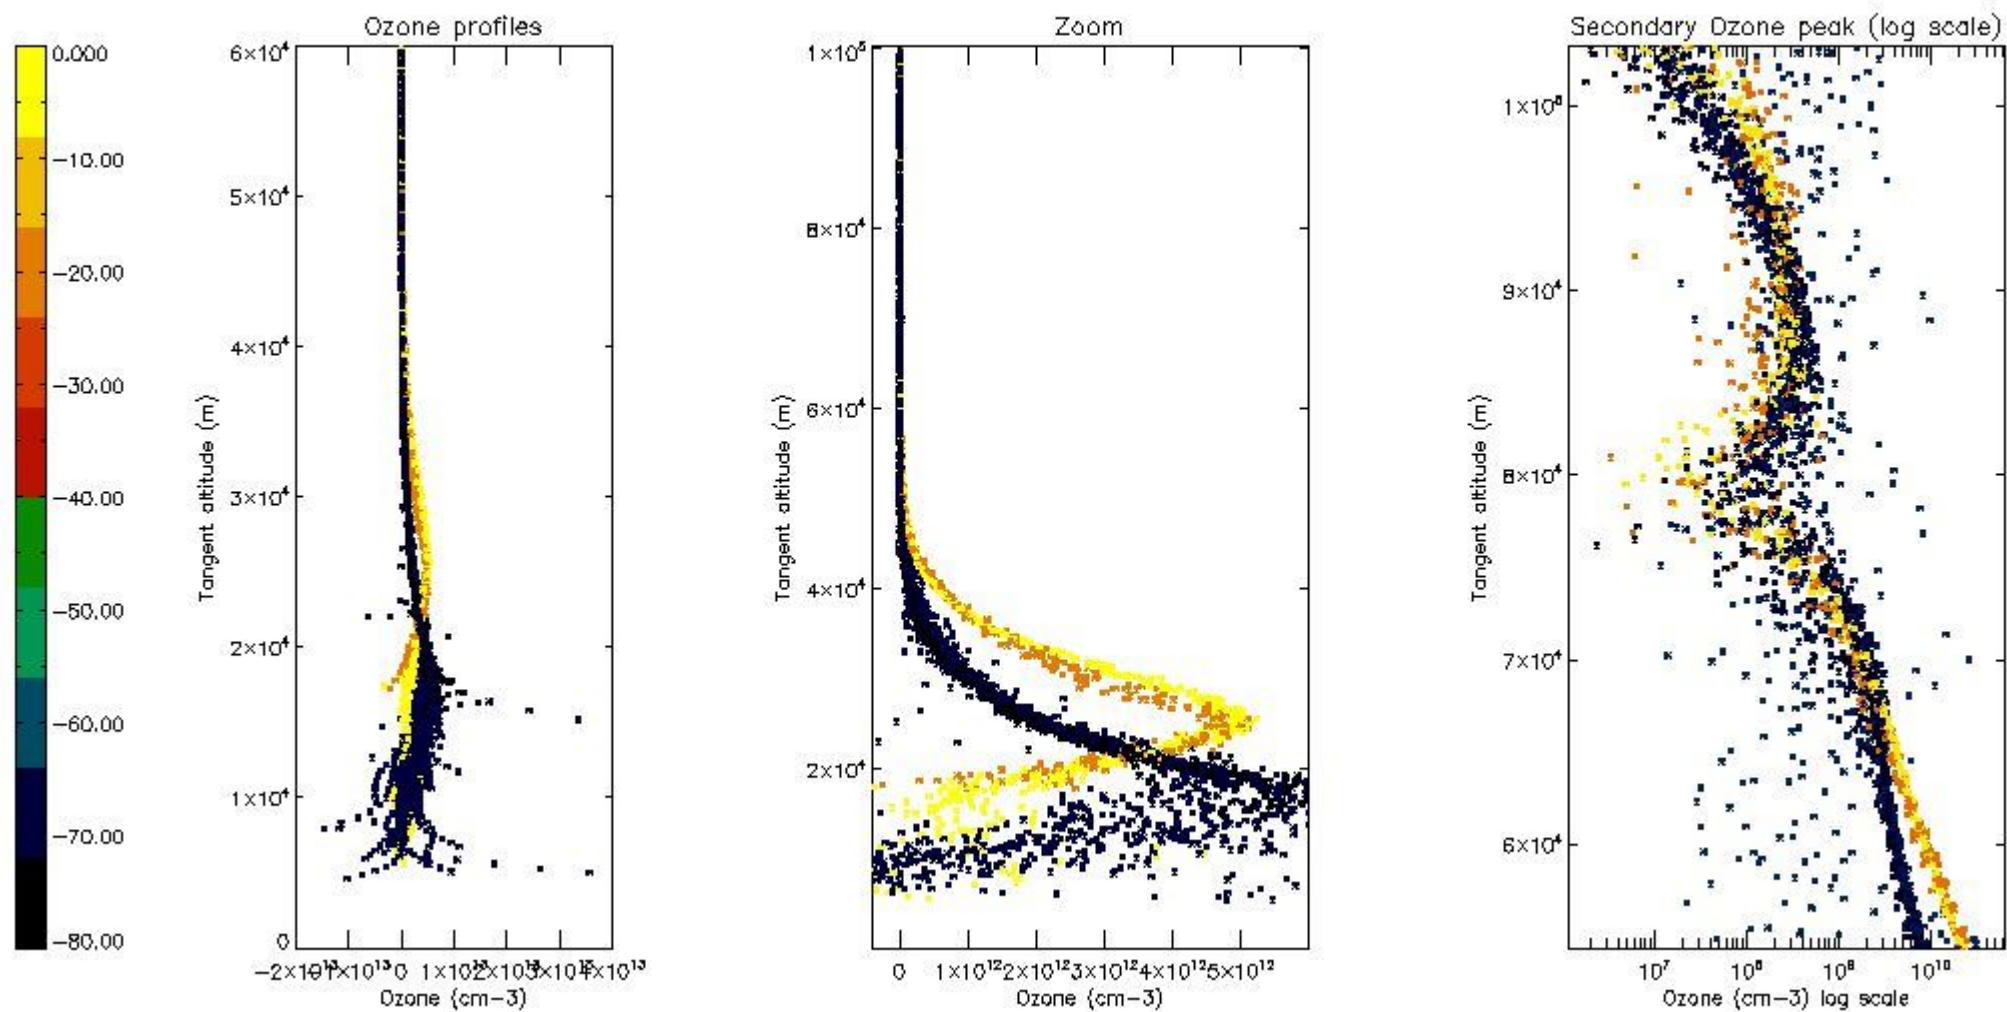 Ozone profiles
Zoom
Secondary Ozone peak (log scale)
0.000
−10.00
−20.00
−30.00
−40.00
−50.00
−60.00
−70.00
−80.00
6×10⁴
5×10⁴
4×10⁴
3×10⁴
2×10⁴
1×10⁴
0
Tangent altitude (m)
0
Ozone (cm−3)
1×10⁵
8×10⁴
6×10⁴
4×10⁴
2×10⁴
Tangent altitude (m)
0 1×10¹² 2×10¹² 3×10¹² 4×10¹² 5×10¹²
Ozone (cm−3)
9×10⁴
8×10⁴
7×10⁴
6×10⁴
Tangent altitude (m)
10⁷ 10⁸ 10⁹ 10¹⁰
Ozone (cm−3) log scale